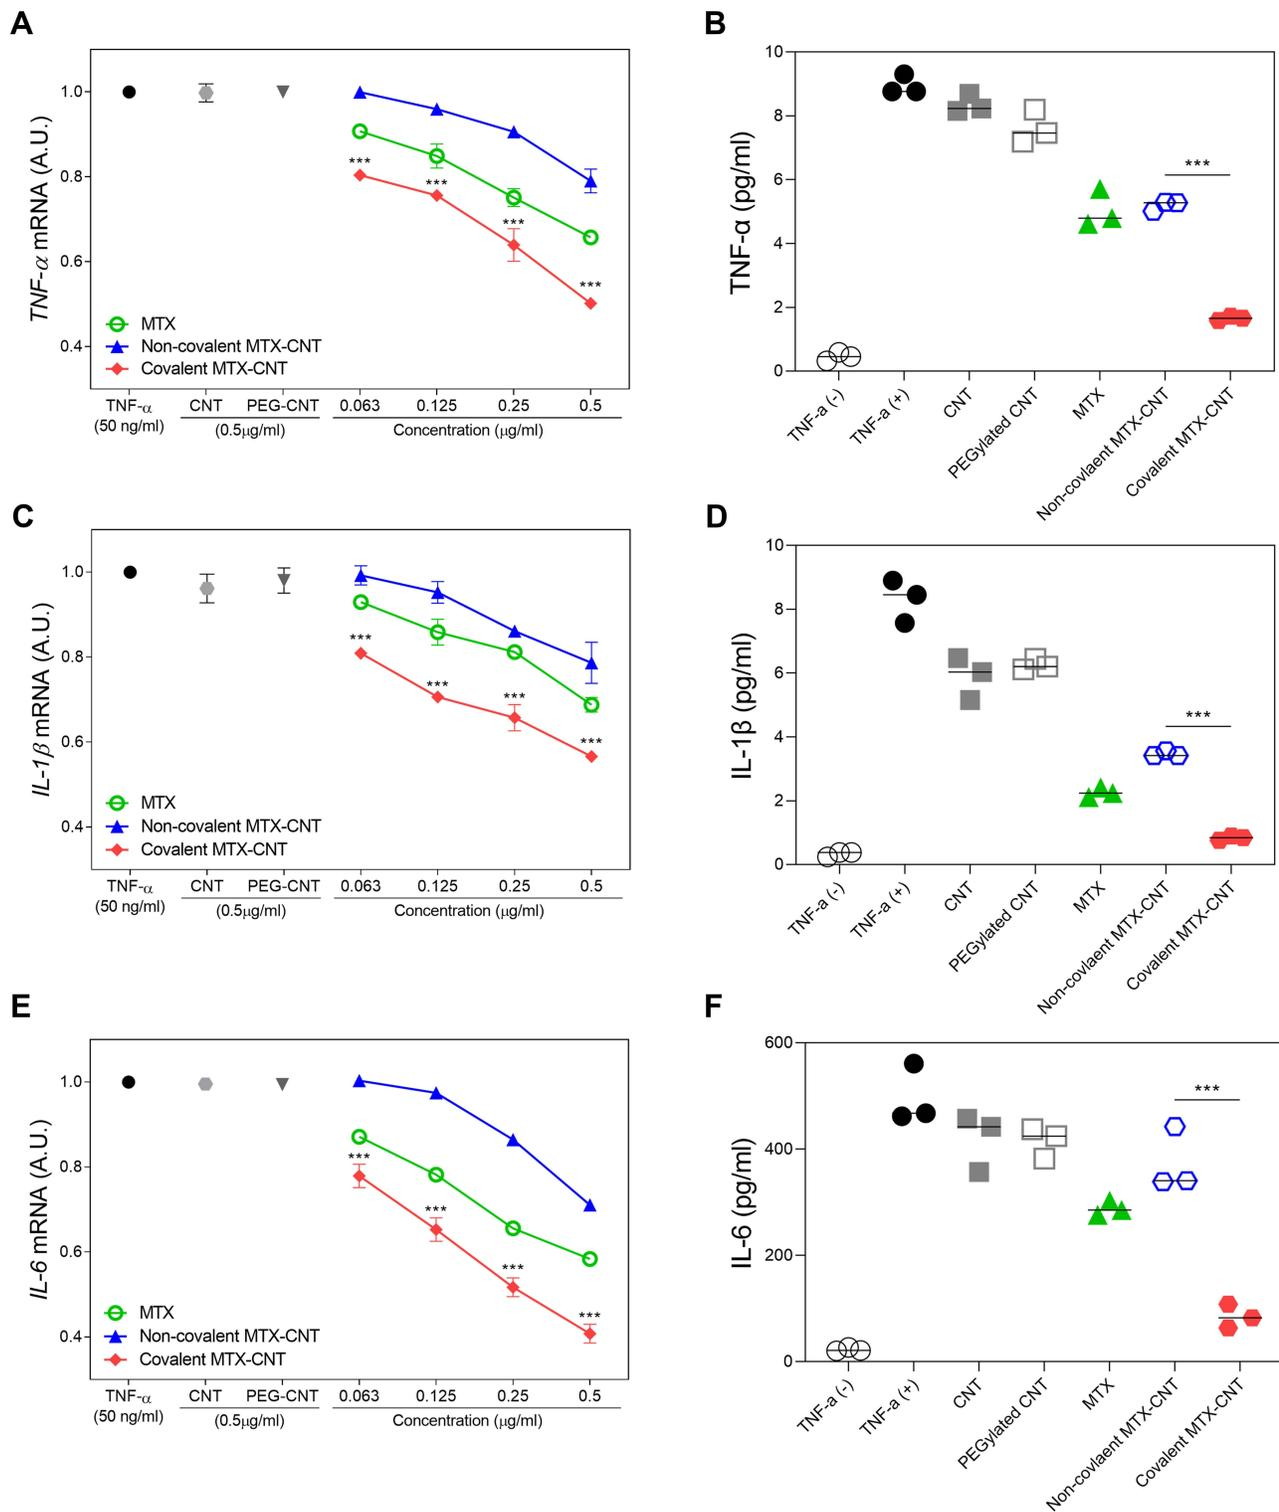 A
TNF-α mRNA (A.U.)
1.0
0.8
0.6
0.4
***
***
***
***
MTX
Non-covalent MTX-CNT
Covalent MTX-CNT
TNF-α CNT PEG-CNT 0.063 0.125 0.25 0.5
(50 ng/ml) (0.5μg/ml) Concentration (μg/ml)
B
TNF-α (pg/ml)
10
8
6
4
2
0
***
TNF-a (-)
TNF-a (+)
CNT
PEGylated CNT
MTX
Non-covlaent MTX-CNT
Covalent MTX-CNT
C
IL-1β mRNA (A.U.)
1.0
0.8
0.6
0.4
***
***
***
***
MTX
Non-covalent MTX-CNT
Covalent MTX-CNT
TNF-α CNT PEG-CNT 0.063 0.125 0.25 0.5
(50 ng/ml) (0.5μg/ml) Concentration (μg/ml)
D
IL-1β (pg/ml)
10
8
6
4
2
0
***
TNF-a (-)
TNF-a (+)
CNT
PEGylated CNT
MTX
Non-covlaent MTX-CNT
Covalent MTX-CNT
E
IL-6 mRNA (A.U.)
1.0
0.8
0.6
0.4
***
***
***
***
MTX
Non-covalent MTX-CNT
Covalent MTX-CNT
TNF-α CNT PEG-CNT 0.063 0.125 0.25 0.5
(50 ng/ml) (0.5μg/ml) Concentration (μg/ml)
F
IL-6 (pg/ml)
600
400
200
0
***
TNF-a (-)
TNF-a (+)
CNT
PEGylated CNT
MTX
Non-covlaent MTX-CNT
Covalent MTX-CNT